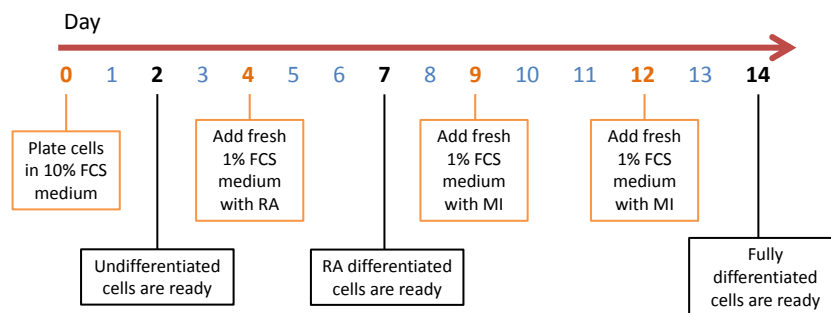 Day
0 1 2 3 4 5 6 7 8 9 10 11 12 13 14
Plate cells
in 10% FCS
medium
Add fresh
1% FCS
medium
with RA
Add fresh
1% FCS
medium
with MI
Add fresh
1% FCS
medium
with MI
Undifferentiated
cells are ready
RA differentiated
cells are ready
Fully
differentiated
cells are ready